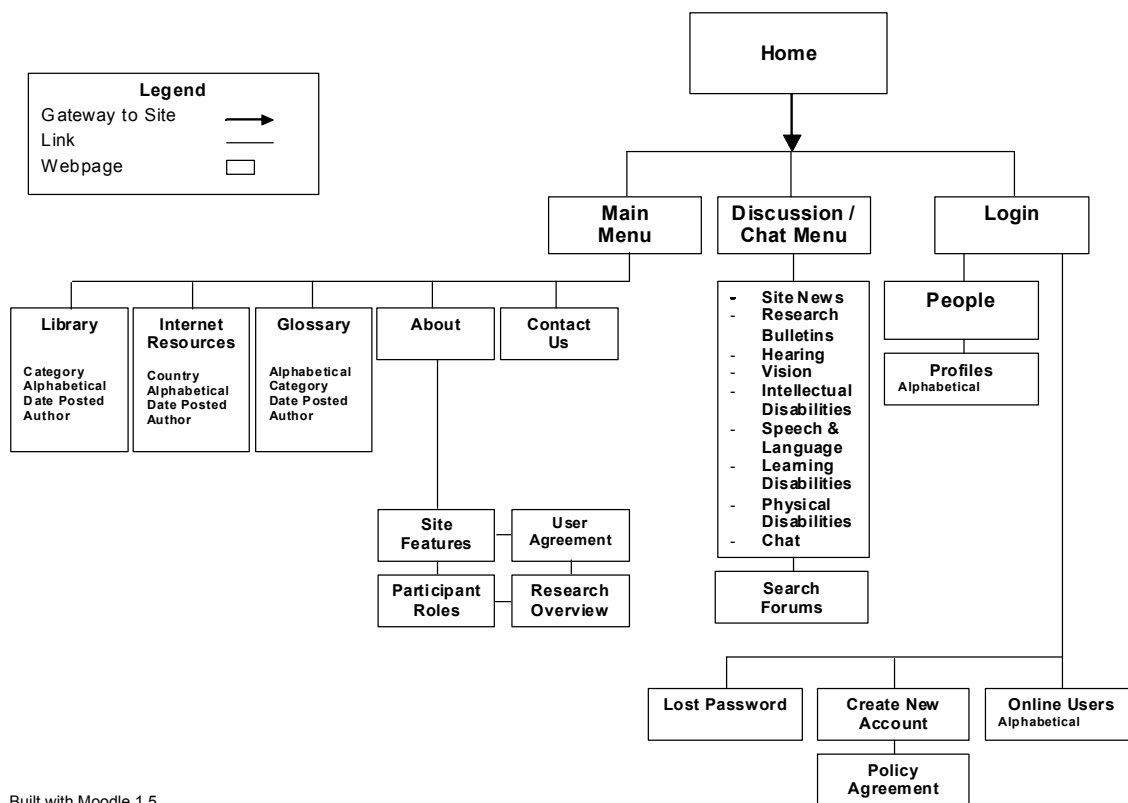 Home
Legend
Gateway to Site
Link
Webpage
Main
Menu
Discussion /
Chat Menu
Login
Library
Category
Alphabetical
Date Posted
Author
Internet
Resources
Country
Alphabetical
Date Posted
Author
Glossary
Alphabetical
Category
Date Posted
Author
About
Contact
Us
- Site News
- Research
Bulletins
- Hearing
- Vision
- Intellectual
Disabilities
- Speech &
Language
- Learning
Disabilities
- Physical
Disabilities
- Chat
People
Profiles
Alphabetical
Site
Features
User
Agreement
Participant
Roles
Research
Overview
Search
Forums
Lost Password
Create New
Account
Online Users
Alphabetical
Policy
Agreement
Built with Moodle 1.5